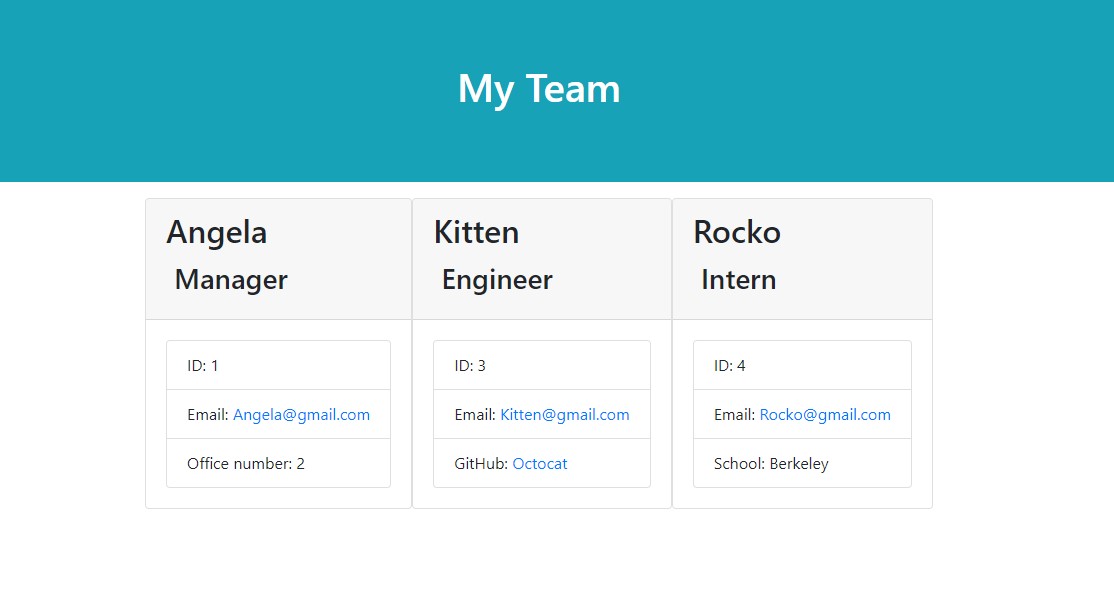 My Team
Angela
Manager
ID: 1
Email: Angela@gmail.com
Office number: 2
Kitten
Engineer
ID: 3
Email: Kitten@gmail.com
GitHub: Octocat
Rocko
Intern
ID: 4
Email: Rocko@gmail.com
School: Berkeley